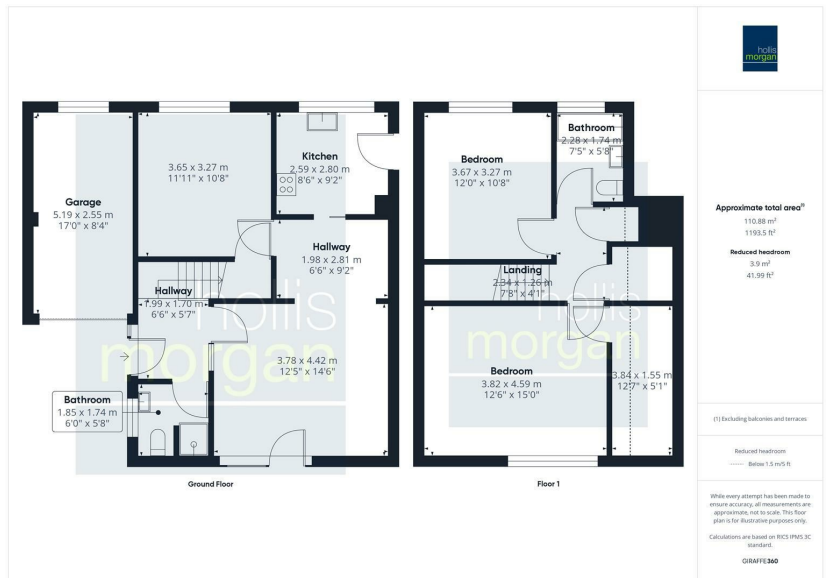 Garage
5.19 x 2.55 m
17'0" x 8'4"
3.65 x 3.27 m
11'11" x 10'8"
Kitchen
2.59 x 2.80 m
8'6" x 9'2"
Hallway
1.98 x 2.81 m
6'6" x 9'2"
Hallway
1.99 x 1.70 m
6'6" x 5'7"
3.78 x 4.42 m
12'5" x 14'6"
Bathroom
1.85 x 1.74 m
6'0" x 5'8"
hollis
morgan
Ground Floor
Bedroom
3.67 x 3.27 m
12'0" x 10'8"
Bathroom
2.28 x 1.74 m
7'5" x 5'8"
Landing
2.34 x 1.26 m
7'8" x 4'1"
Bedroom
3.82 x 4.59 m
12'6" x 15'0"
3.84 x 1.55 m
12'7" x 5'1"
hollis
morgan
Floor 1
hollis
morgan
Approximate total area(1)
110.88 m²
1193.5 ft²
Reduced headroom
3.9 m²
41.99 ft²
(1) Excluding balconies and terraces
Reduced headroom
Below 1.5 m/5 ft
While every attempt has been made to
ensure accuracy, all measurements are
approximate, not to scale. This floor
plan is for illustrative purposes only.
Calculations are based on RICS IPMS 3C
standard.
GIRAFFE360